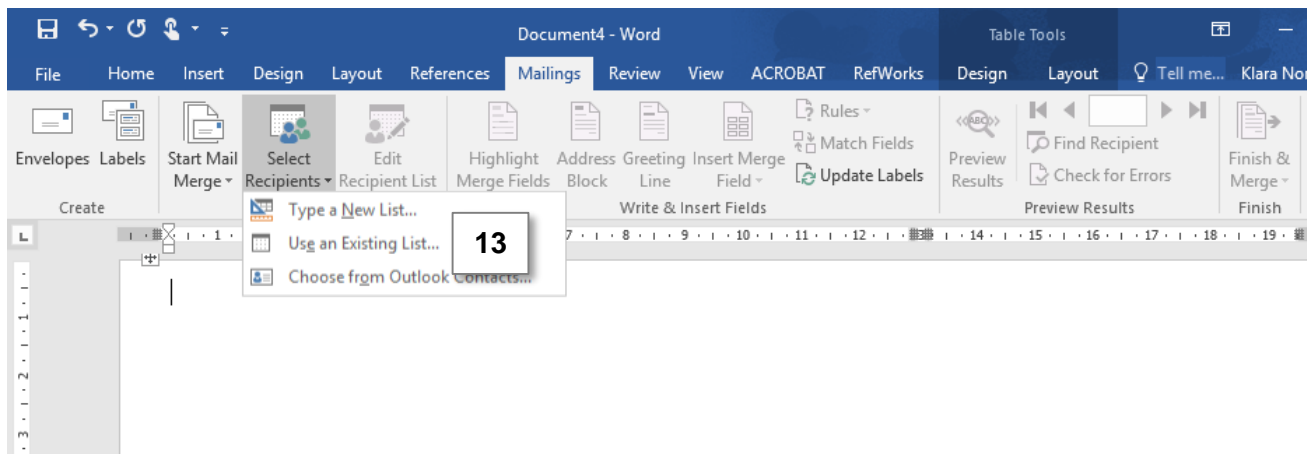 Document4 - Word
Table Tools
File Home Insert Design Layout References Mailings Review View ACROBAT RefWorks Design Layout Tell me... Klara Nor
Envelopes Labels Start Mail Merge Select Recipients Edit Recipient List Highlight Merge Fields Address Block Greeting Line Insert Merge Field
Rules
Match Fields
Update Labels
«ABC»
Preview Results
Find Recipient
Check for Errors
Finish & Merge
Create
Write & Insert Fields
Preview Results
Finish
Type a New List...
Use an Existing List...
Choose from Outlook Contacts...
13
L
1 · 7 · 8 · 9 · 10 · 11 · 12 · 14 · 15 · 16 · 17 · 18 · 19
1
2
3